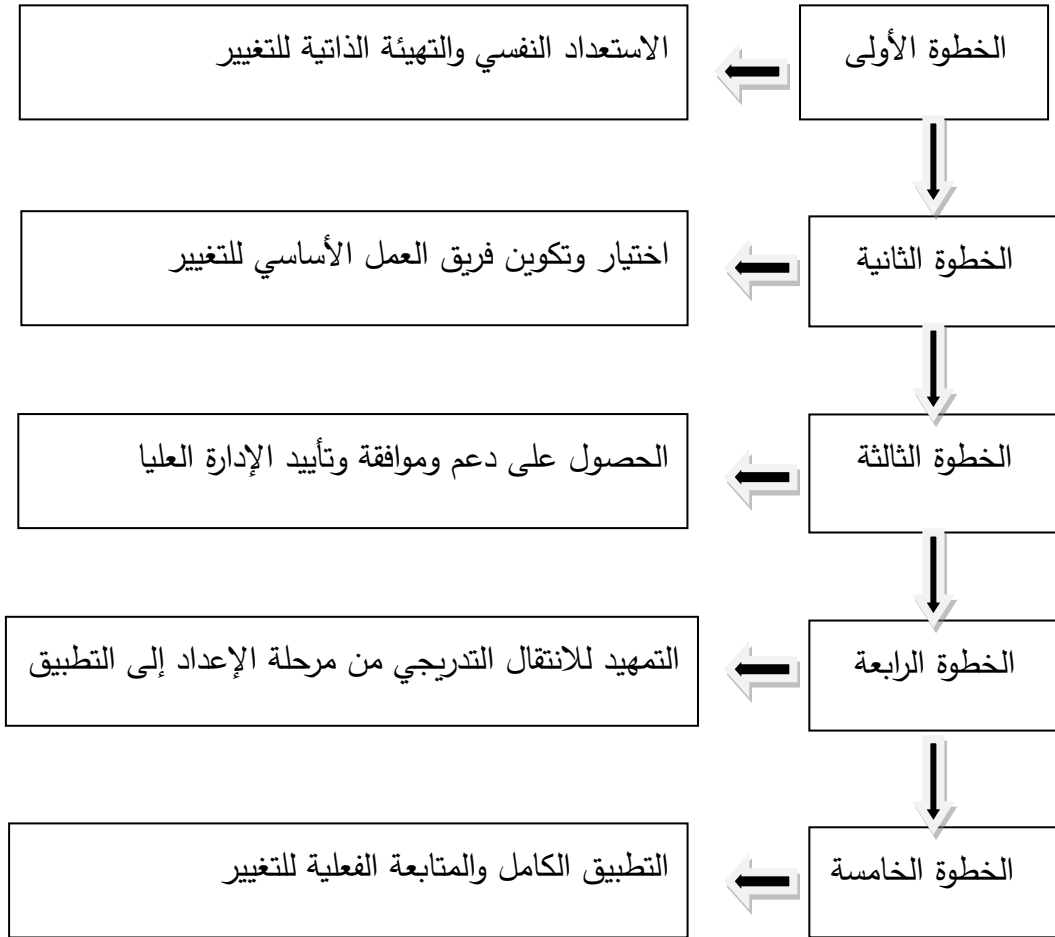 الخطوة الأولى
الاستعداد النفسي والتهيئة الذاتية للتغيير
الخطوة الثانية
اختيار وتكوين فريق العمل الأساسي للتغيير
الخطوة الثالثة
الحصول على دعم وموافقة وتأييد الإدارة العليا
الخطوة الرابعة
التمهيد للانتقال التدريجي من مرحلة الإعداد إلى التطبيق
الخطوة الخامسة
التطبيق الكامل والمتابعة الفعلية للتغيير